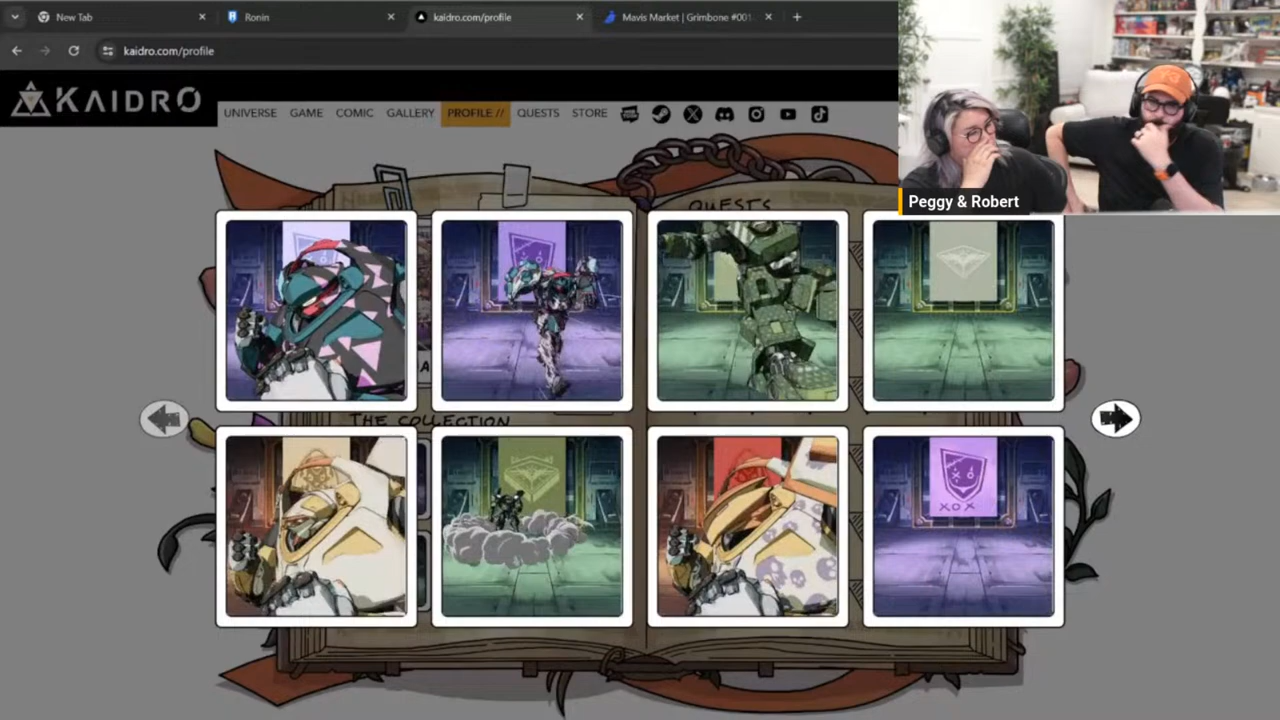 New Tab
Ronin
kaidro.com/profile
Mavis Market | Grimbone #001
kaidro.com/profile
KAIDRO
UNIVERSE GAME COMIC GALLERY PROFILE // QUESTS STORE
Peggy & Robert
QUESTS
THE COLLECTION
XOX